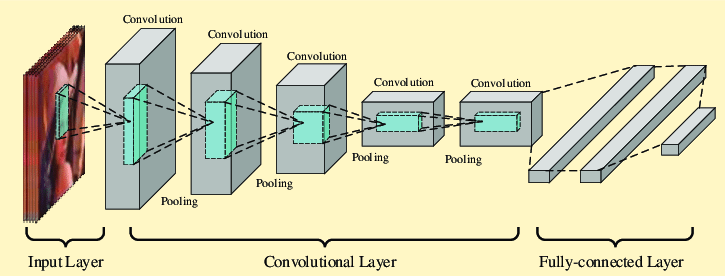 Convolution
Convolution
Convolution
Convolution
Convolution
Pooling
Pooling
Pooling
Pooling
Input Layer
Convolutional Layer
Fully-connected Layer